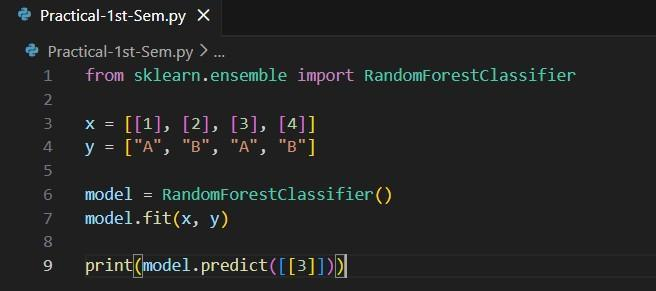 Practical-1st-Sem.py ×
Practical-1st-Sem.py > ...
1 from sklearn.ensemble import RandomForestClassifier
2
3 x = [[1], [2], [3], [4]]
4 y = ["A", "B", "A", "B"]
5
6 model = RandomForestClassifier()
7 model.fit(x, y)
8
9 print(model.predict([[3]]))